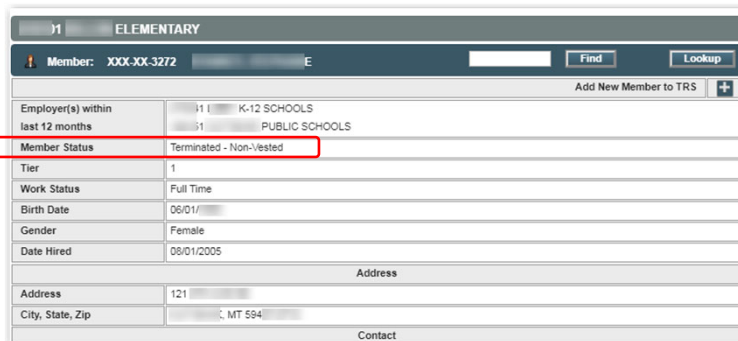 ELEMENTARY
Member: XXX-XX-3272 E Find Lookup
Add New Member to TRS
Employer(s) within K-12 SCHOOLS
last 12 months PUBLIC SCHOOLS
Member Status Terminated - Non-Vested
Tier 1
Work Status Full Time
Birth Date 06/01/
Gender Female
Date Hired 08/01/2005
Address
Address 121
City, State, Zip , MT 594
Contact